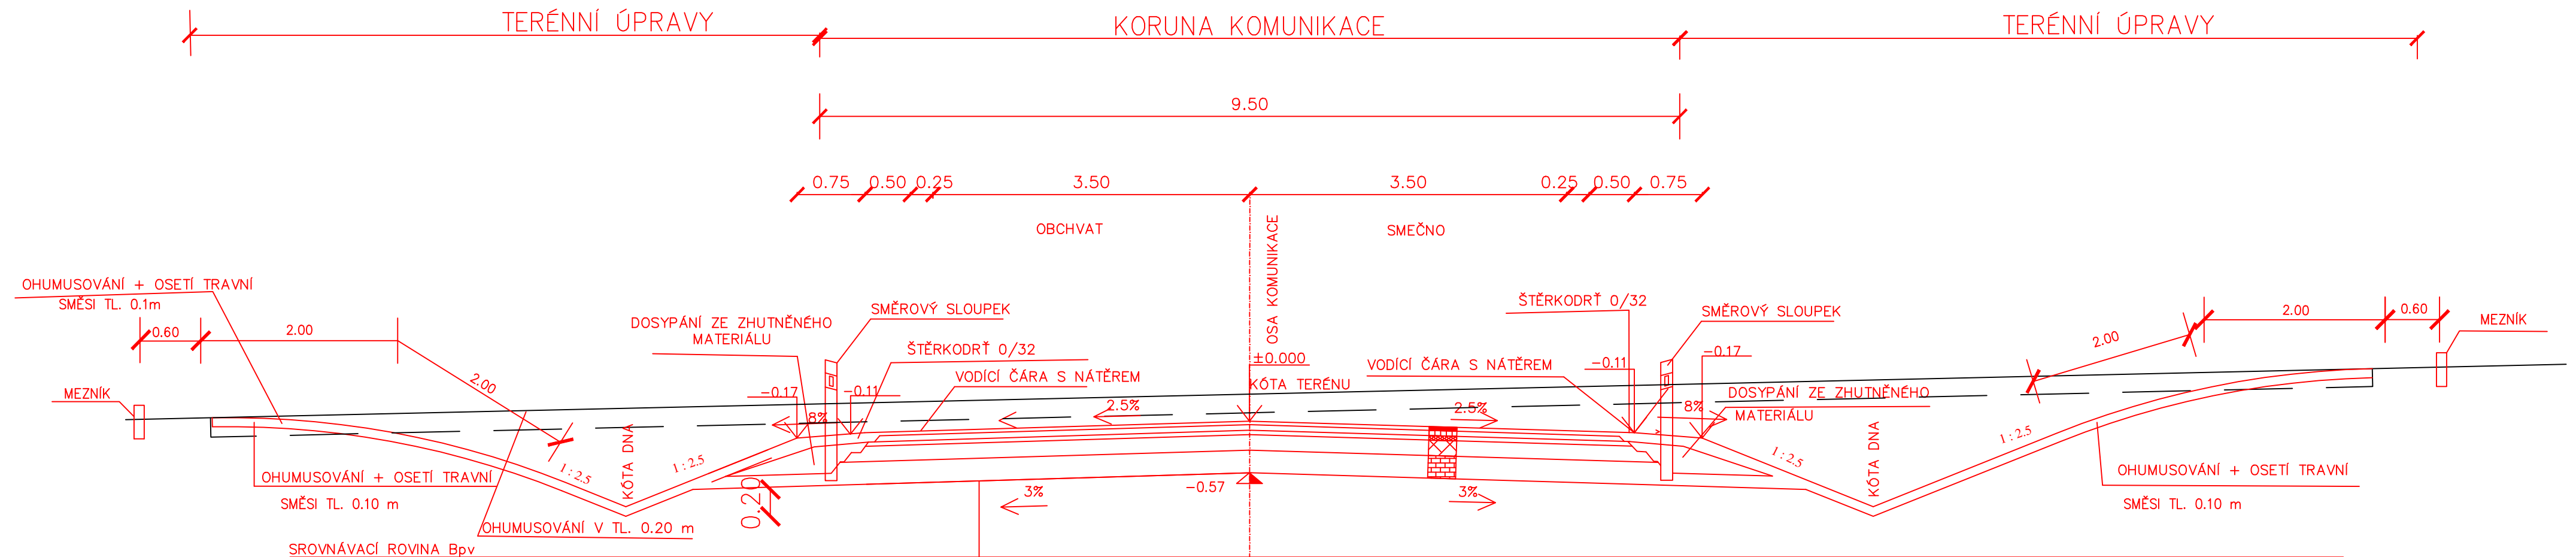 TERÉNNÍ ÚPRAVY
KORUNA KOMUNIKACE
TERÉNNÍ ÚPRAVY
9.50
0.75
0.50
0.25
3.50
3.50
0.25
0.50
0.75
OBCHVAT
SMEČNO
OSA KOMUNIKACE
OHUMUSOVÁNÍ + OSETÍ TRAVNÍ
SMĚSI TL. 0.1m
0.60
2.00
2.00
MEZNÍK
DOSYPÁNÍ ZE ZHUTNĚNÉHO
MATERIÁLU
SMĚROVÝ SLOUPEK
ŠTĚRKODRŤ 0/32
VODÍCÍ ČÁRA S NÁTĚREM
-0.17
-0.11
8%
2.5%
±0.000
KÓTA TERÉNU
ŠTĚRKODRŤ 0/32
SMĚROVÝ SLOUPEK
VODÍCÍ ČÁRA S NÁTĚREM
-0.11
-0.17
2.5%
8%
DOSYPÁNÍ ZE ZHUTNĚNÉHO
MATERIÁLU
2.00
2.00
0.60
MEZNÍK
1:2.5
KÓTA DNA
1:2.5
1:2.5
KÓTA DNA
1:2.5
OHUMUSOVÁNÍ + OSETÍ TRAVNÍ
SMĚSI TL. 0.10 m
OHUMUSOVÁNÍ V TL. 0.20 m
0.20
3%
-0.57
3%
OHUMUSOVÁNÍ + OSETÍ TRAVNÍ
SMĚSI TL. 0.10 m
SROVNÁVACÍ ROVINA Bpv